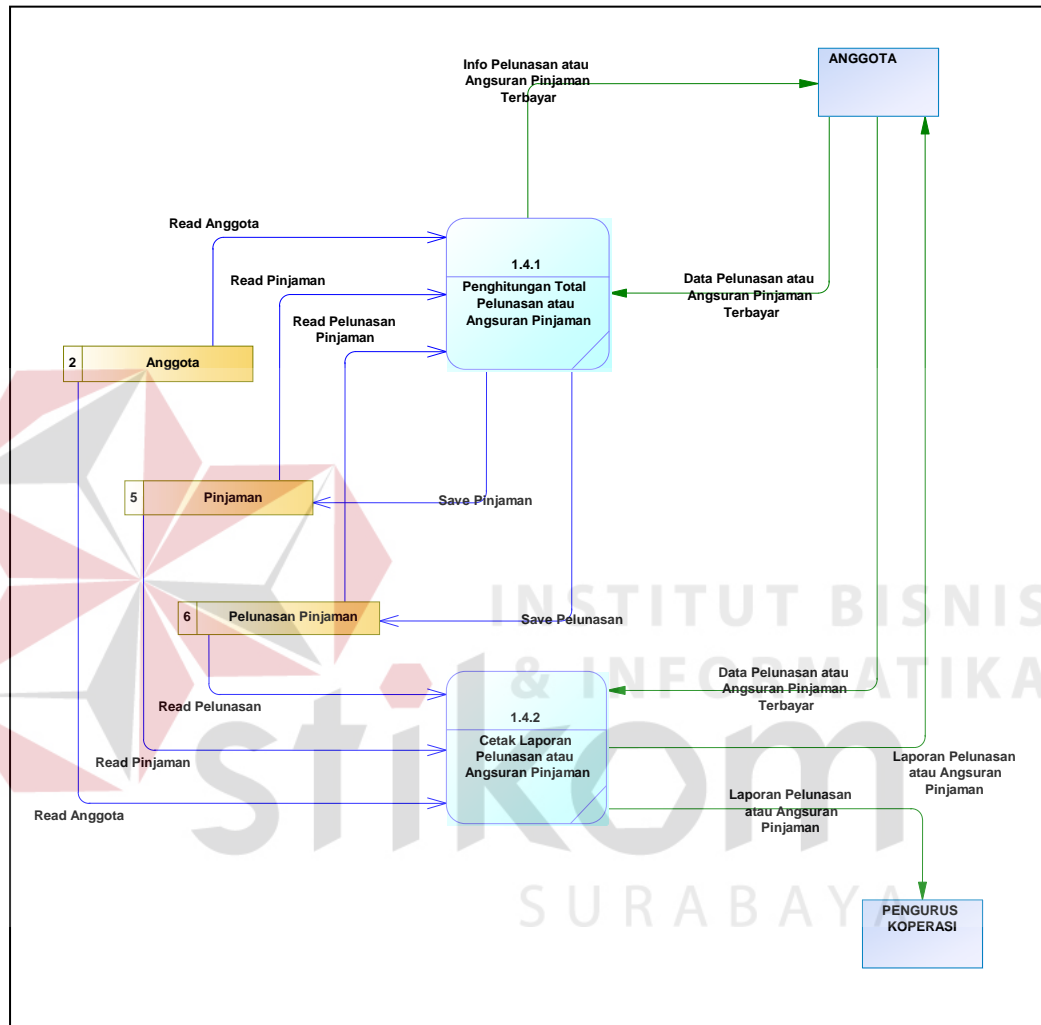 Info Pelunasan atau
Angsuran Pinjaman
Terbayar
ANGGOTA
Read Anggota
1.4.1
Penghitungan Total
Pelunasan atau
Angsuran Pinjaman
Read Pinjaman
Data Pelunasan atau
Angsuran Pinjaman
Terbayar
Read Pelunasan
Pinjaman
2
Anggota
5
Pinjaman
Save Pinjaman
6
Pelunasan Pinjaman
Save Pelunasan
INSTITUT BISNIS
& INFORMATIKA
stikom
SURABAYA
Read Pelunasan
1.4.2
Cetak Laporan
Pelunasan atau
Angsuran Pinjaman
Data Pelunasan atau
Angsuran Pinjaman
Terbayar
Read Pinjaman
Laporan Pelunasan
atau Angsuran
Pinjaman
Read Anggota
Laporan Pelunasan
atau Angsuran
Pinjaman
PENGURUS
KOPERASI